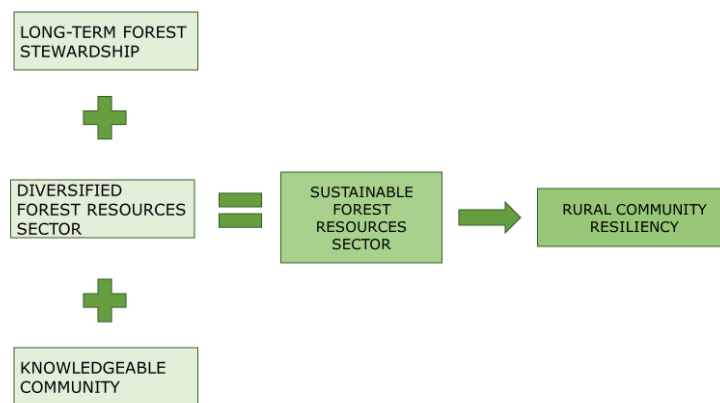 LONG-TERM FOREST
STEWARDSHIP
DIVERSIFIED
FOREST RESOURCES
SECTOR
SUSTAINABLE
FOREST
RESOURCES
SECTOR
RURAL COMMUNITY
RESILIENCY
KNOWLEDGEABLE
COMMUNITY